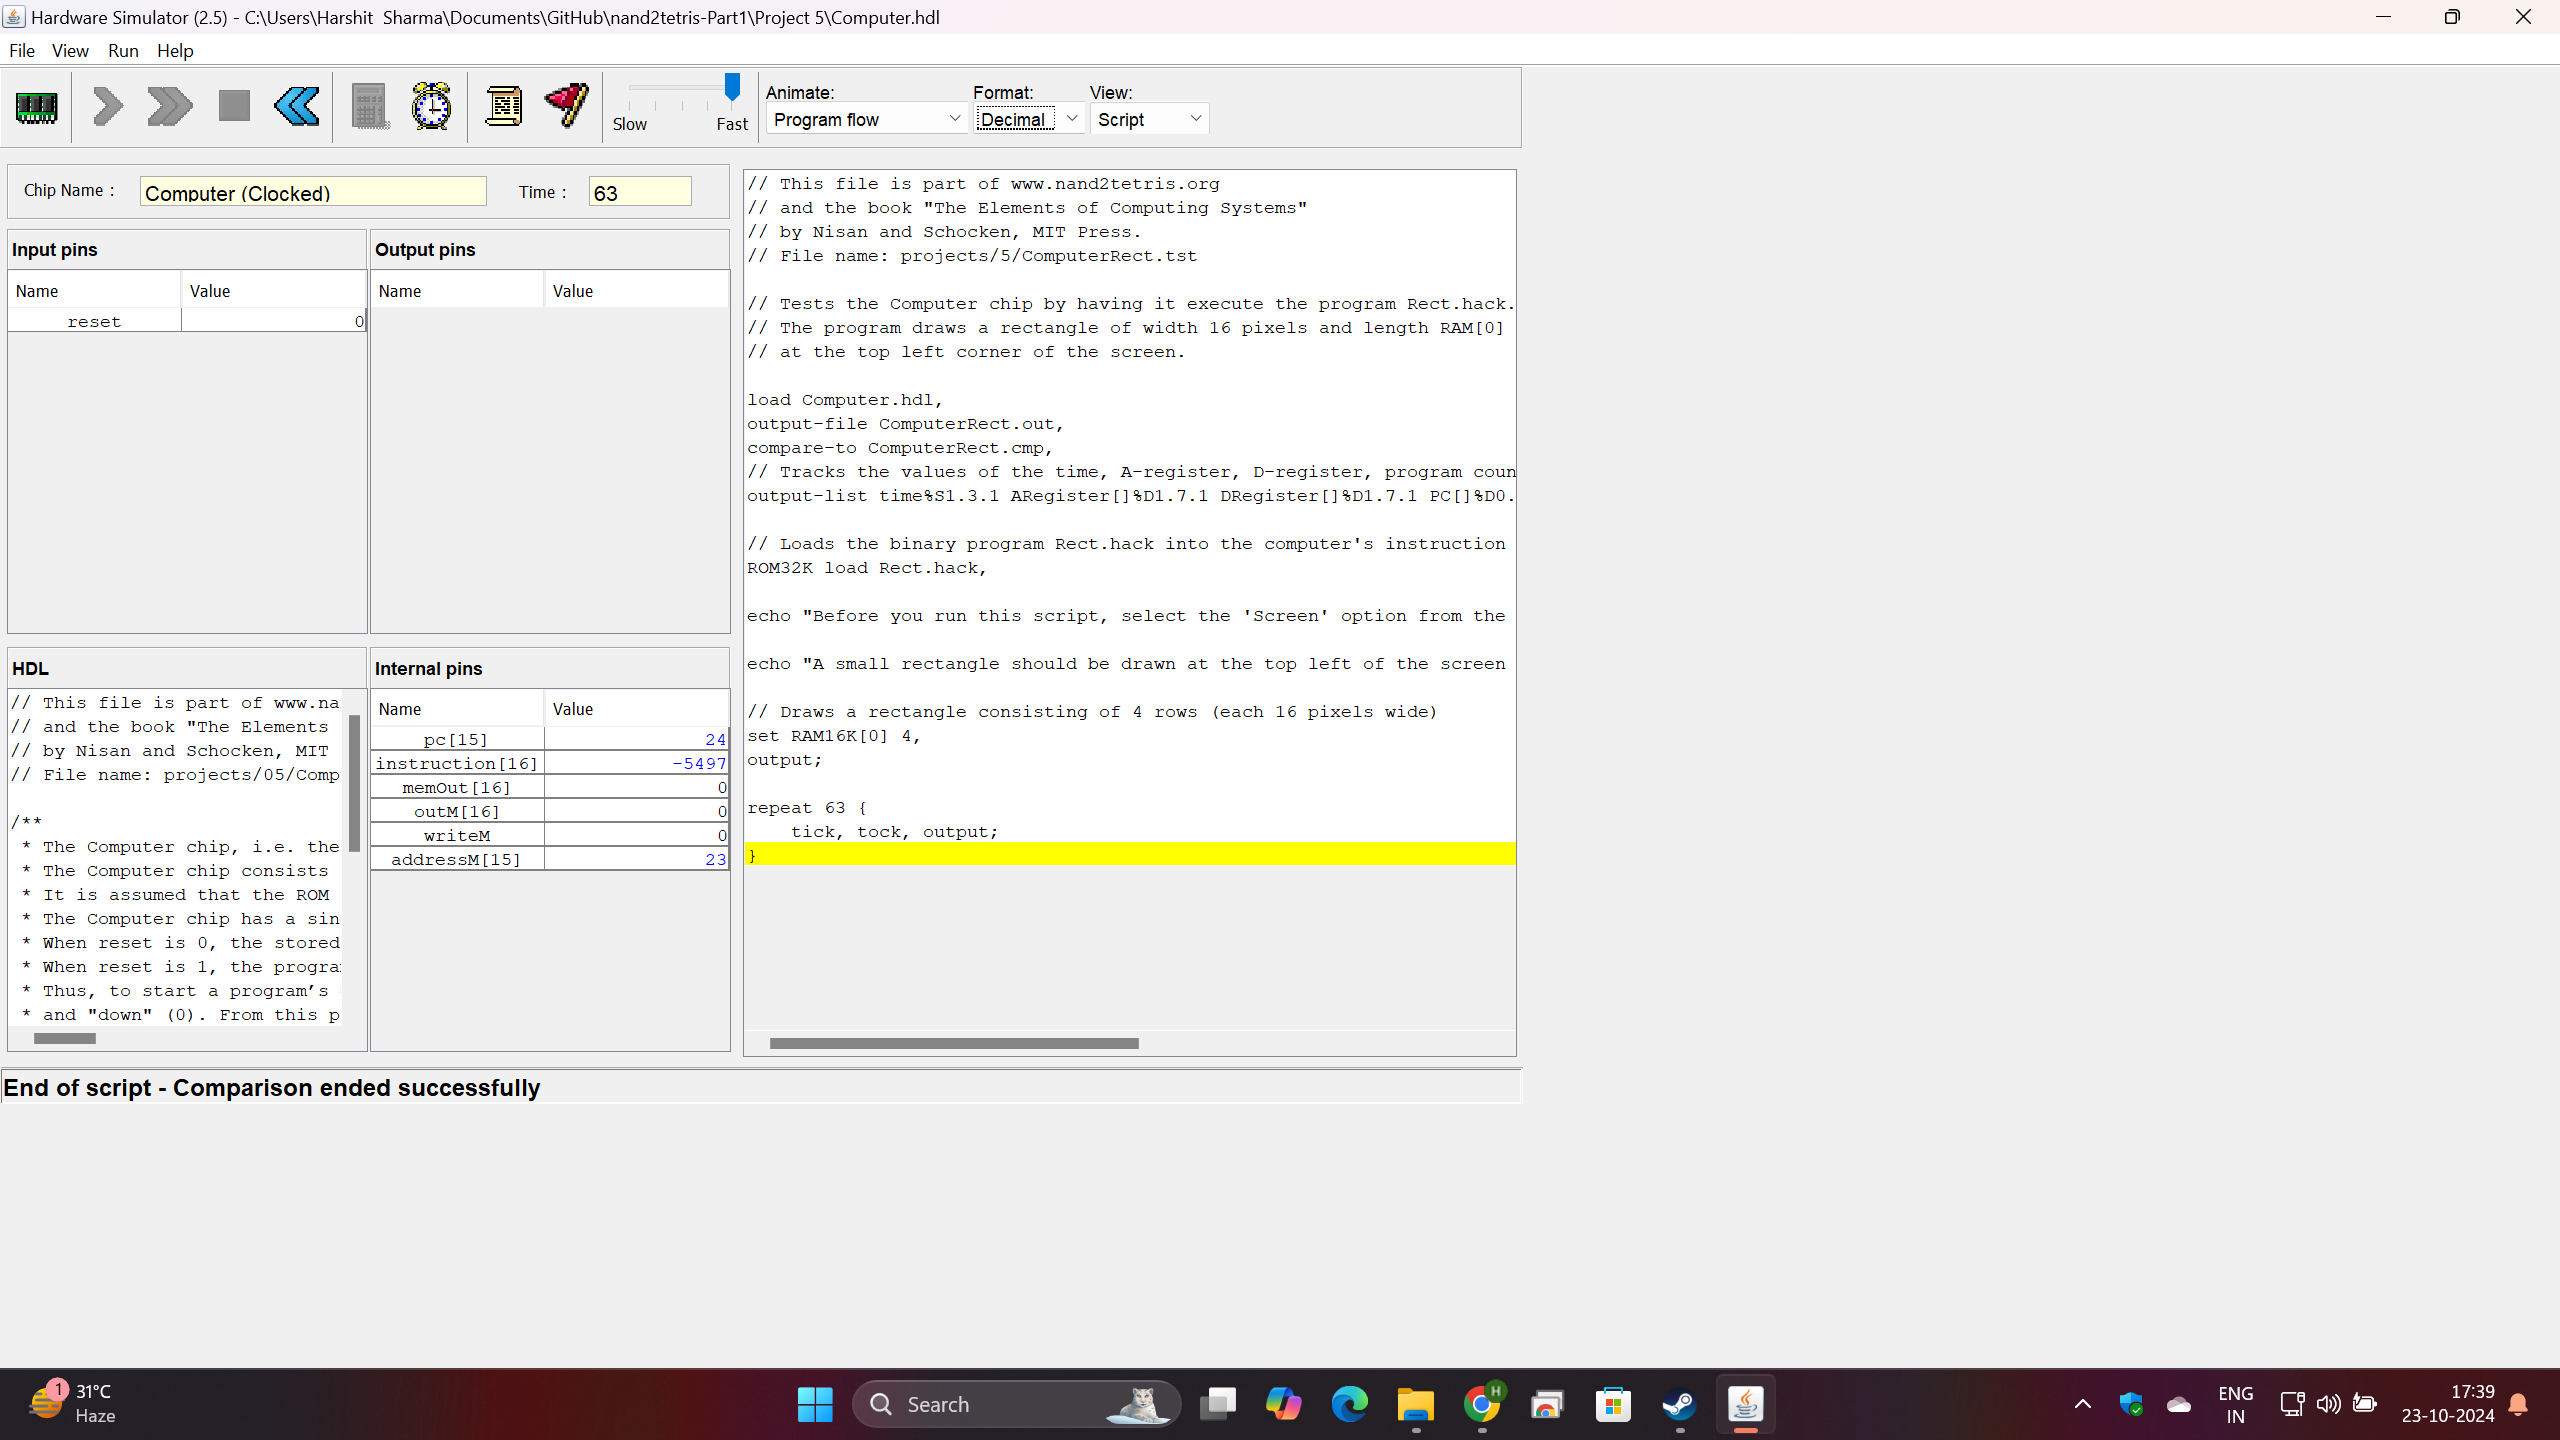 Hardware Simulator (2.5) - C:\Users\Harshit  Sharma\Documents\GitHub\nand2tetris-Part1\Project 5\Computer.hdl
File View Run Help
Slow Fast
Animate: Format: View:
Program flow Decimal Script
Chip Name : Computer (Clocked) Time : 63
Input pins
Name Value
reset 0
Output pins
Name Value
HDL
// This file is part of www.na
// and the book "The Elements
// by Nisan and Schocken, MIT
// File name: projects/05/Comp
/**
* The Computer chip, i.e. the
* The Computer chip consists
* It is assumed that the ROM
* The Computer chip has a sin
* When reset is 0, the stored
* When reset is 1, the progra
* Thus, to start a program’s
* and "down" (0). From this p
Internal pins
Name Value
pc[15] 24
instruction[16] -5497
memOut[16] 0
outM[16] 0
writeM 0
addressM[15] 23
// This file is part of www.nand2tetris.org
// and the book "The Elements of Computing Systems"
// by Nisan and Schocken, MIT Press.
// File name: projects/5/ComputerRect.tst
// Tests the Computer chip by having it execute the program Rect.hack.
// The program draws a rectangle of width 16 pixels and length RAM[0]
// at the top left corner of the screen.
load Computer.hdl,
output-file ComputerRect.out,
compare-to ComputerRect.cmp,
// Tracks the values of the time, A-register, D-register, program coun
output-list time%S1.3.1 ARegister[]%D1.7.1 DRegister[]%D1.7.1 PC[]%D0.
// Loads the binary program Rect.hack into the computer's instruction
ROM32K load Rect.hack,
echo "Before you run this script, select the 'Screen' option from the
echo "A small rectangle should be drawn at the top left of the screen
// Draws a rectangle consisting of 4 rows (each 16 pixels wide)
set RAM16K[0] 4,
output;
repeat 63 {
tick, tock, output;
}
End of script - Comparison ended successfully
1
31°C
Haze
Search
H
ENG
IN
17:39
23-10-2024